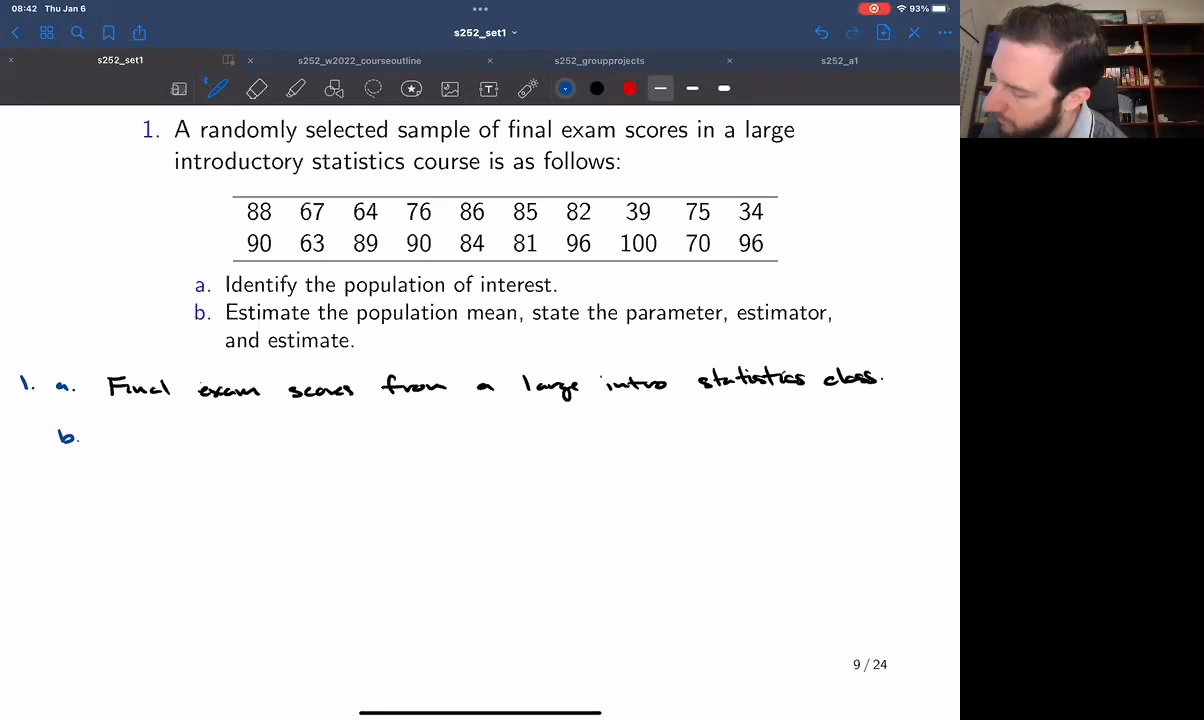 08:42 Thu Jan 6
93%
s252_set1
s252_set1
s252_w2022_courseoutline
s252_groupprojects
s252_a1
1. A randomly selected sample of final exam scores in a large
introductory statistics course is as follows:
88 67 64 76 86 85 82 39 75 34
90 63 89 90 84 81 96 100 70 96
a. Identify the population of interest.
b. Estimate the population mean, state the parameter, estimator,
and estimate.
1. a. Final exam scores from a large intro statistics class.
b.
9 / 24